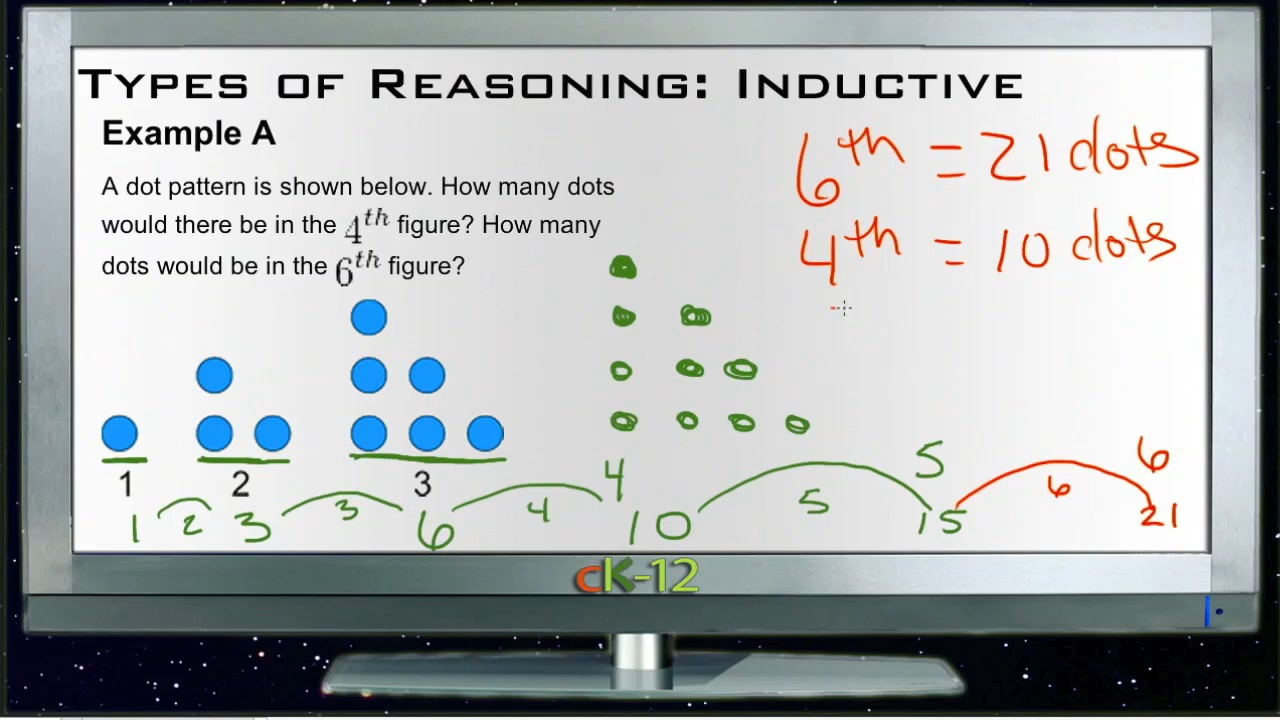 TYPES OF REASONING: INDUCTIVE
Example A
A dot pattern is shown below. How many dots
would there be in the 4th figure? How many
dots would be in the 6th figure?
6th = 21 dots
4th = 10 dots
1 2 3 4 5 6
1 2 3 3 6 4 10 5 15 6 21
cK-12